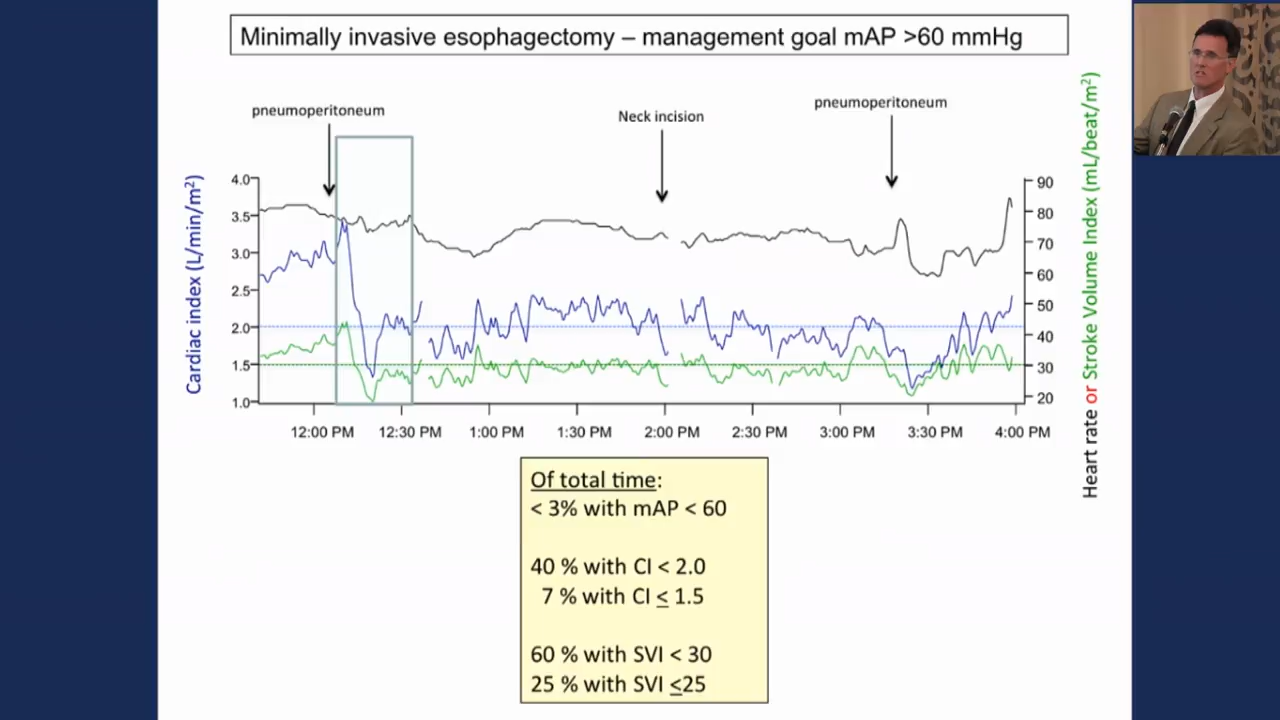 Minimally invasive esophagectomy – management goal mAP >60 mmHg
pneumoperitoneum
Neck incision
pneumoperitoneum
Cardiac index (L/min/m²)
4.0
3.5
3.0
2.5
2.0
1.5
1.0
90
80
70
60
50
40
30
20
Heart rate or Stroke Volume Index (mL/beat/m²)
12:00 PM 12:30 PM 1:00 PM 1:30 PM 2:00 PM 2:30 PM 3:00 PM 3:30 PM 4:00 PM
Of total time:
< 3% with mAP < 60
40 % with CI < 2.0
7 % with CI ≤ 1.5
60 % with SVI < 30
25 % with SVI ≤25